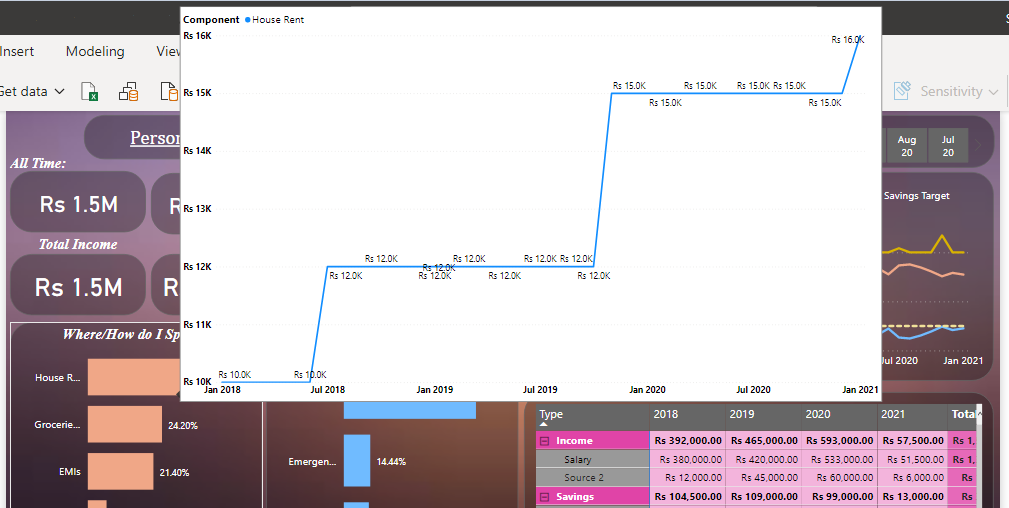 Component House Rent
Rs 16K
Rs 16.0K
Rs 15K
Rs 15.0K Rs 15.0K Rs 15.0K Rs 15.0K
Rs 15.0K Rs 15.0K
Rs 14K
Rs 13K
Rs 12K
Rs 12.0K Rs 12.0K Rs 12.0K Rs 12.0K Rs 12.0K
Rs 12.0K Rs 12.0K Rs 12.0K Rs 12.0K
Rs 11K
Rs 10K
Rs 10.0K Rs 10.0K
Jan 2018 Jul 2018 Jan 2019 Jul 2019 Jan 2020 Jul 2020 Jan 2021
Insert Modeling
Get data
Sensitivity
All Time:
Rs 1.5M
Total Income
Rs 1.5M
Where/How do I Sp
House R...
Grocerie... 24.20%
EMIs 21.40%
Emergen... 14.44%
Aug Jul
20 20
Savings Target
Jul 2020 Jan 2021
Type 2018 2019 2020 2021 Total
Income Rs 392,000.00 Rs 465,000.00 Rs 593,000.00 Rs 57,500.00 Rs 1,
Salary Rs 380,000.00 Rs 420,000.00 Rs 533,000.00 Rs 51,500.00 Rs 1,
Source 2 Rs 12,000.00 Rs 45,000.00 Rs 60,000.00 Rs 6,000.00 Rs
Savings Rs 104,500.00 Rs 109,000.00 Rs 99,000.00 Rs 13,000.00 Rs